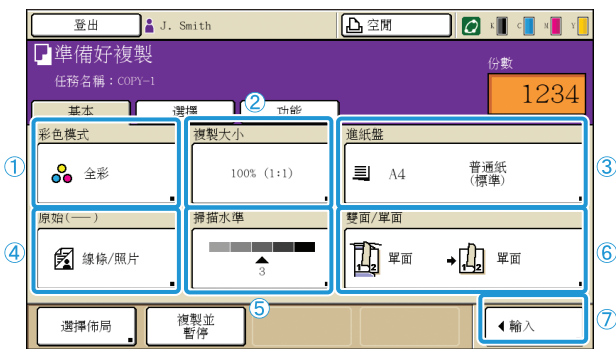 登出 J. Smith 空閒 K C M Y
準備好複製
任務名稱：COPY-1
份數
1234
基本 選擇 功能
②
彩色模式 複製大小 進紙盤
① 全彩 100% (1:1) A4 普通紙 ③
(標準)
原始(──) 掃描水準 雙面/單面
④ 線條/照片 3 1 2 單面 1 2 單面 ⑥
⑤
選擇佈局 複製並 輸入 ⑦
暫停